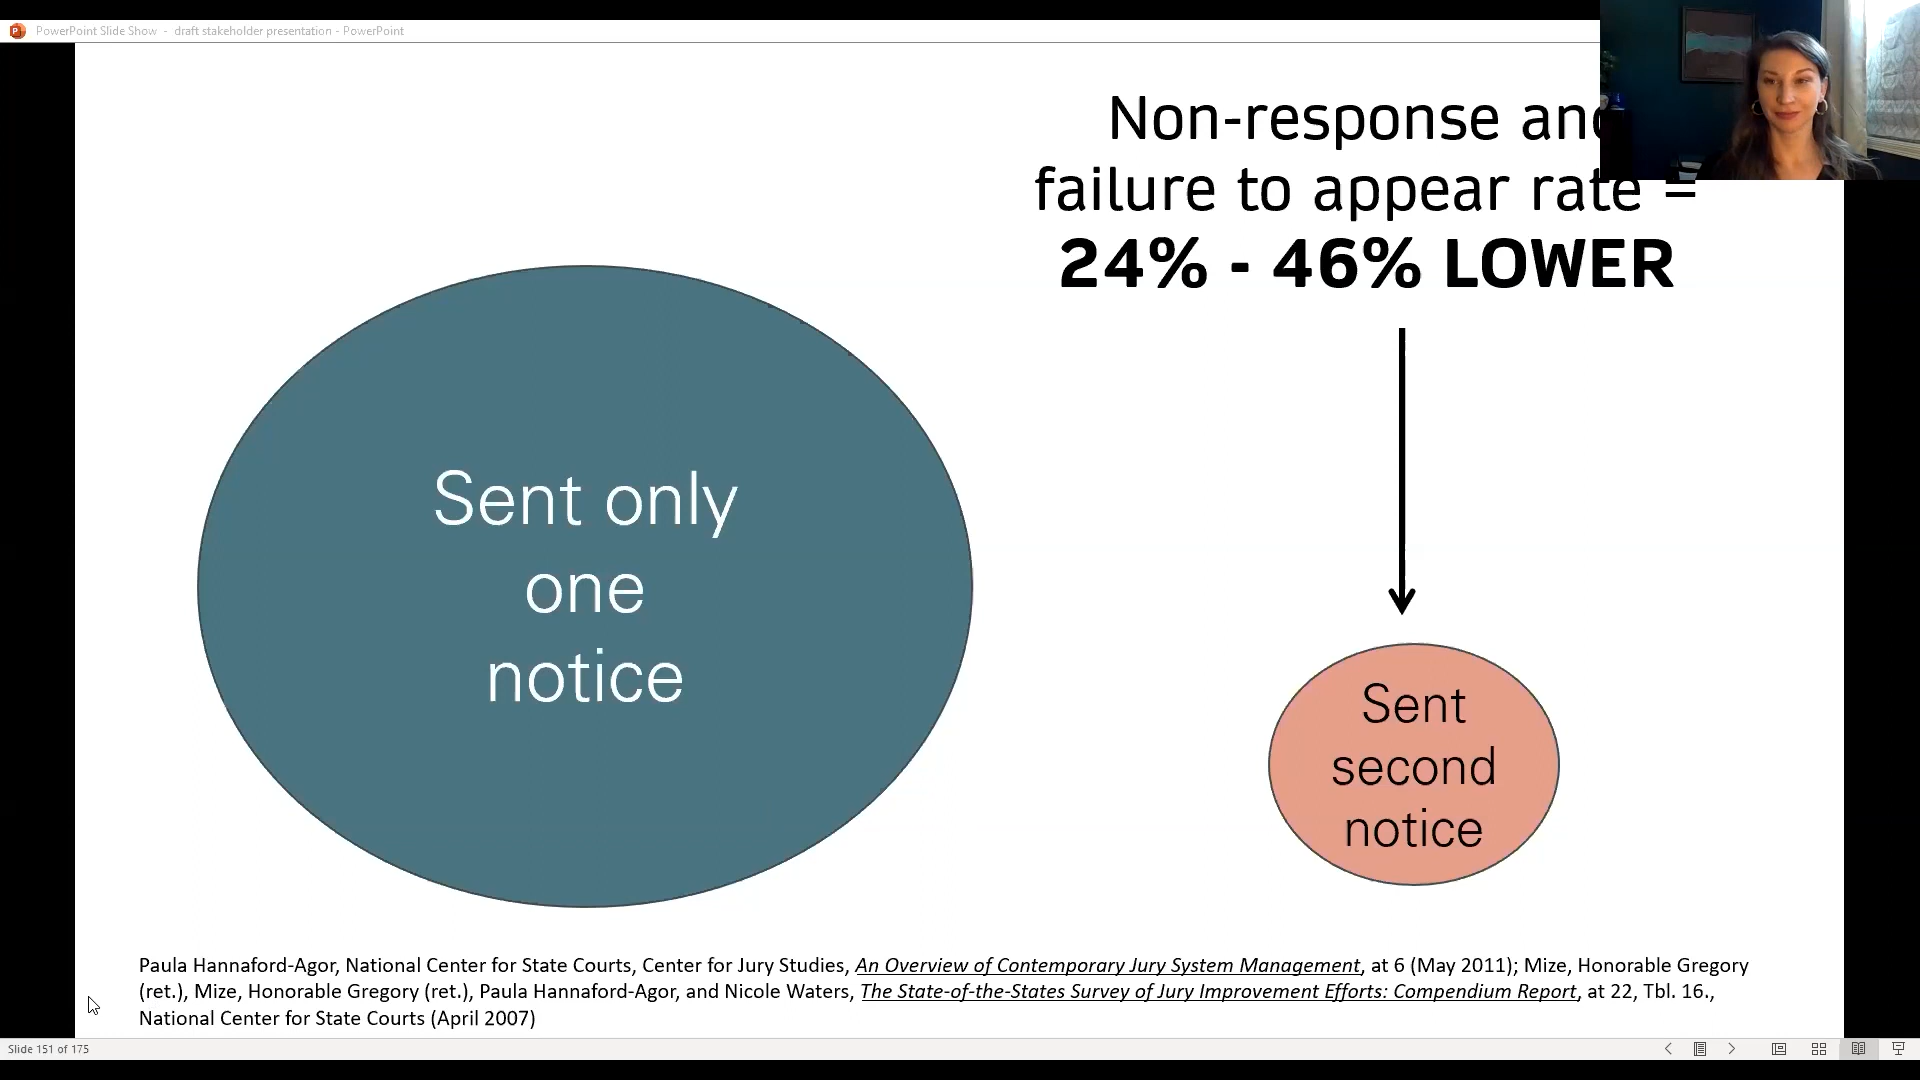 PowerPoint Slide Show - draft stakeholder presentation - PowerPoint
Non-response and
failure to appear rate =
24% - 46% LOWER
Sent only
one
notice
Sent
second
notice
Paula Hannaford-Agor, National Center for State Courts, Center for Jury Studies, An Overview of Contemporary Jury System Management, at 6 (May 2011); Mize, Honorable Gregory
(ret.), Mize, Honorable Gregory (ret.), Paula Hannaford-Agor, and Nicole Waters, The State-of-the-States Survey of Jury Improvement Efforts: Compendium Report, at 22, Tbl. 16.,
National Center for State Courts (April 2007)
Slide 151 of 175